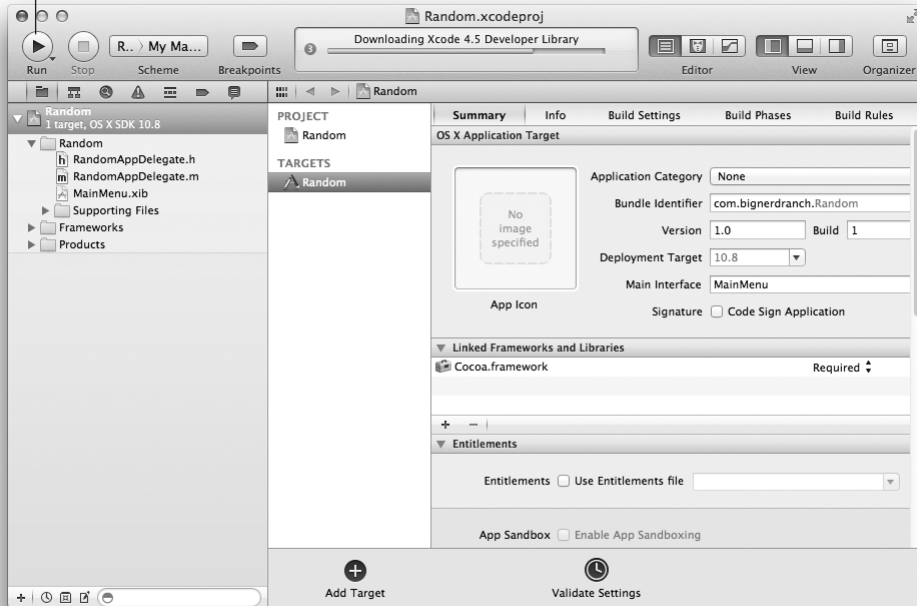 Random.xcodeproj
R.. My Ma...
3
Downloading Xcode 4.5 Developer Library
Run Stop Scheme Breakpoints Editor View Organizer
Random
Random
1 target, OS X SDK 10.8
Random
h RandomAppDelegate.h
m RandomAppDelegate.m
MainMenu.xib
Supporting Files
Frameworks
Products
PROJECT
Random
TARGETS
Random
Summary Info Build Settings Build Phases Build Rules
OS X Application Target
No
image
specified
App Icon
Application Category None
Bundle Identifier com.bignerdranch.Random
Version 1.0 Build 1
Deployment Target 10.8
Main Interface MainMenu
Signature Code Sign Application
Linked Frameworks and Libraries
Cocoa.framework Required
Entitlements
Entitlements Use Entitlements file
App Sandbox Enable App Sandboxing
Add Target Validate Settings